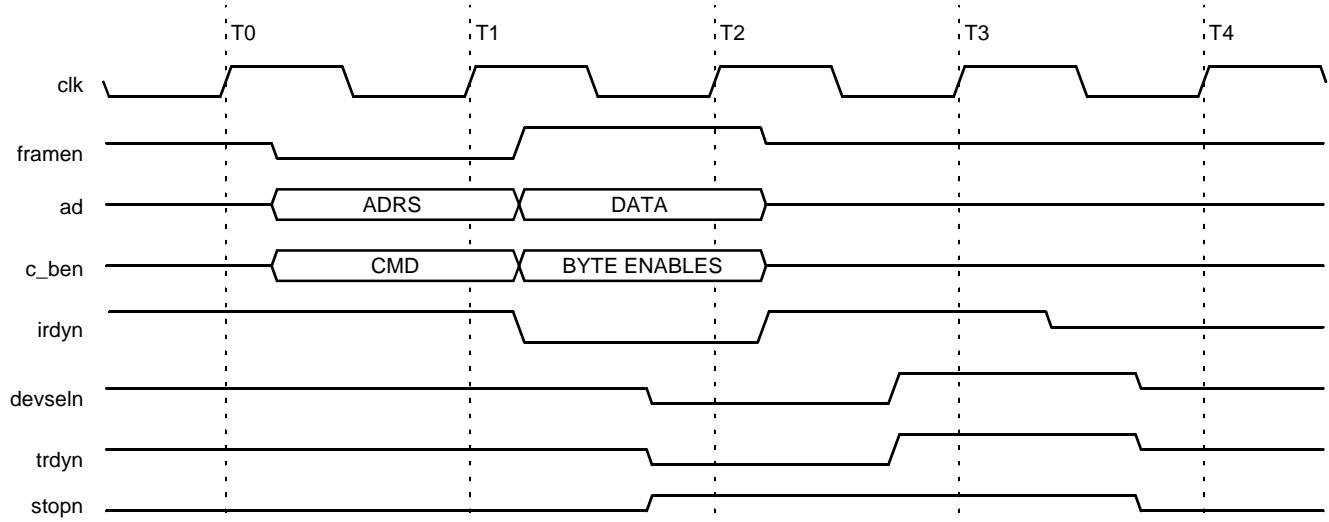 T0 T1 T2 T3 T4
clk
framen
ad ADRS DATA
c_ben CMD BYTE ENABLES
irdyn
devseln
trdyn
stopn